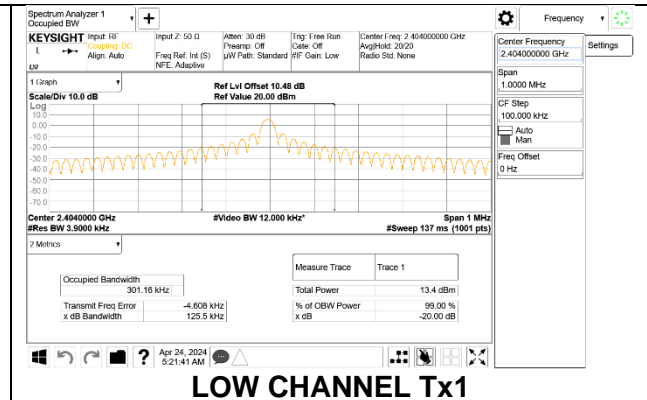 Spectrum Analyzer 1
Occupied BW
+
Frequency
KEYSIGHT
Input: RF
Coupling: DC
Align: Auto
Input Z: 50 Ω
Freq Ref: Int (S)
NFE: Adaptive
Atten: 30 dB
Preamp: Off
µW Path: Standard
Trig: Free Run
Gate: Off
#IF Gain: Low
Center Freq: 2.404000000 GHz
Avg|Hold: 20/20
Radio Std: None
Center Frequency
2.404000000 GHz
Settings
Span
1.0000 MHz
CF Step
100.000 kHz
Auto
Man
Freq Offset
0 Hz
1 Graph
Scale/Div 10.0 dB
Ref Lvl Offset 10.48 dB
Ref Value 20.00 dBm
Log
10.0
0.00
-10.0
-20.0
-30.0
-40.0
-50.0
-60.0
-70.0
Center 2.4040000 GHz
#Video BW 12.000 kHz*
Span 1 MHz
#Res BW 3.9000 kHz
#Sweep 137 ms (1001 pts)
2 Metrics
Measure Trace Trace 1
Occupied Bandwidth
301.16 kHz
Total Power 13.4 dBm
Transmit Freq Error -4.608 kHz
% of OBW Power 99.00 %
x dB Bandwidth 125.5 kHz
x dB -20.00 dB
?
Apr 24, 2024
5:21:41 AM
LOW CHANNEL Tx1